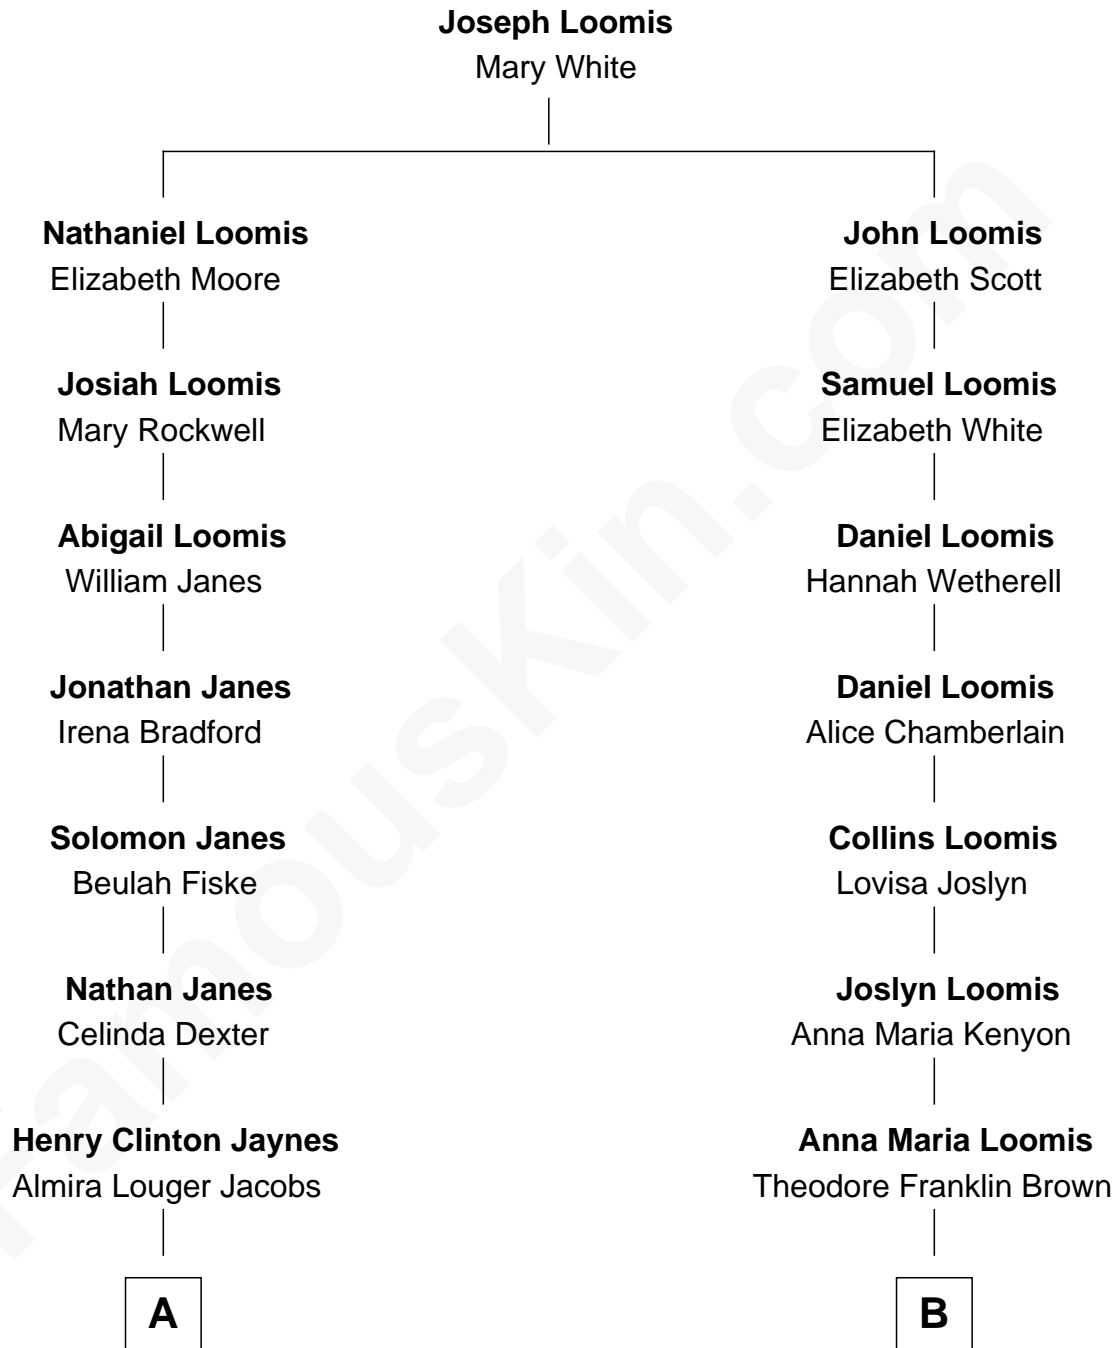 Joseph Loomis
Mary White
Nathaniel Loomis
Elizabeth Moore
John Loomis
Elizabeth Scott
Josiah Loomis
Mary Rockwell
Samuel Loomis
Elizabeth White
Abigail Loomis
William Janes
Daniel Loomis
Hannah Wetherell
Jonathan Janes
Irena Bradford
Daniel Loomis
Alice Chamberlain
Solomon Janes
Beulah Fiske
Collins Loomis
Lovisa Joslyn
Nathan Janes
Celinda Dexter
Joslyn Loomis
Anna Maria Kenyon
Henry Clinton Jaynes
Almira Louger Jacobs
Anna Maria Loomis
Theodore Franklin Brown
A
B
FamousKin.com